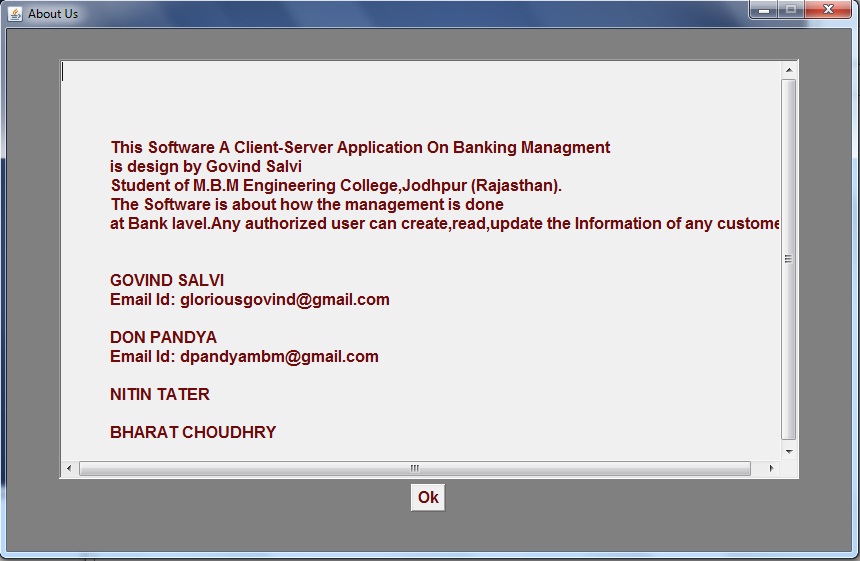 About Us
This Software A Client-Server Application On Banking Managment
is design by Govind Salvi
Student of M.B.M Engineering College,Jodhpur (Rajasthan).
The Software is about how the management is done
at Bank lavel.Any authorized user can create,read,update the Information of any custome
GOVIND SALVI
Email Id: gloriousgovind@gmail.com
DON PANDYA
Email Id: dpandyambm@gmail.com
NITIN TATER
BHARAT CHOUDHRY
Ok